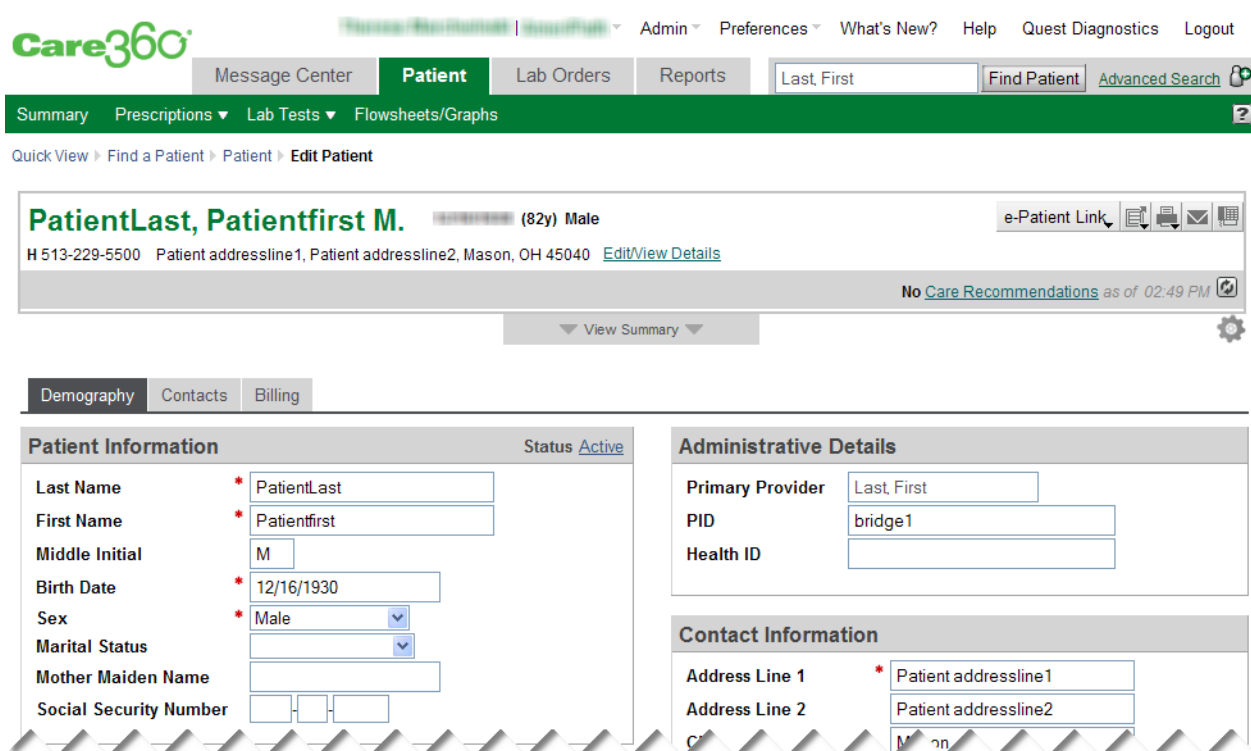 Care360
| Admin Preferences What's New? Help Quest Diagnostics Logout
Message Center Patient Lab Orders Reports Last, First Find Patient Advanced Search
Summary Prescriptions Lab Tests Flowsheets/Graphs ?
Quick View Find a Patient Patient Edit Patient
PatientLast, Patientfirst M. (82y) Male e-Patient Link
H 513-229-5500 Patient addressline1, Patient addressline2, Mason, OH 45040 Edit/View Details
No Care Recommendations as of 02:49 PM
View Summary
Demography Contacts Billing
Patient Information Status Active
Last Name * PatientLast
First Name * Patientfirst
Middle Initial M
Birth Date * 12/16/1930
Sex * Male
Marital Status
Mother Maiden Name
Social Security Number - -
Administrative Details
Primary Provider Last, First
PID bridge1
Health ID
Contact Information
Address Line 1 * Patient addressline1
Address Line 2 Patient addressline2